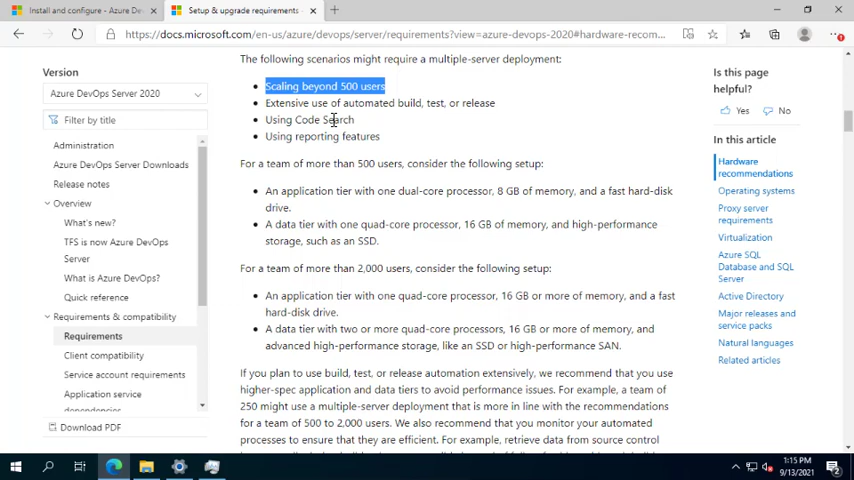 Install and configure - Azure Dev
Setup & upgrade requirements -
https://docs.microsoft.com/en-us/azure/devops/server/requirements?view=azure-devops-2020#hardware-recom...
Version
Azure DevOps Server 2020
Filter by title
Administration
Azure DevOps Server Downloads
Release notes
Overview
What's new?
TFS is now Azure DevOps
Server
What is Azure DevOps?
Quick reference
Requirements & compatibility
Requirements
Client compatibility
Service account requirements
Application service
dependencies
Download PDF
The following scenarios might require a multiple-server deployment:
• Scaling beyond 500 users
• Extensive use of automated build, test, or release
• Using Code Search
• Using reporting features
For a team of more than 500 users, consider the following setup:
• An application tier with one dual-core processor, 8 GB of memory, and a fast hard-disk
drive.
• A data tier with one quad-core processor, 16 GB of memory, and high-performance
storage, such as an SSD.
For a team of more than 2,000 users, consider the following setup:
• An application tier with one quad-core processor, 16 GB or more of memory, and a fast
hard-disk drive.
• A data tier with two or more quad-core processors, 16 GB or more of memory, and
advanced high-performance storage, like an SSD or high-performance SAN.
If you plan to use build, test, or release automation extensively, we recommend that you use
higher-spec application and data tiers to avoid performance issues. For example, a team of
250 might use a multiple-server deployment that is more in line with the recommendations
for a team of 500 to 2,000 users. We also recommend that you monitor your automated
processes to ensure that they are efficient. For example, retrieve data from source control
Is this page
helpful?
Yes
No
In this article
Hardware
recommendations
Operating systems
Proxy server
requirements
Virtualization
Azure SQL
Database and SQL
Server
Active Directory
Major releases and
service packs
Natural languages
Related articles
1:15 PM
9/13/2021
2